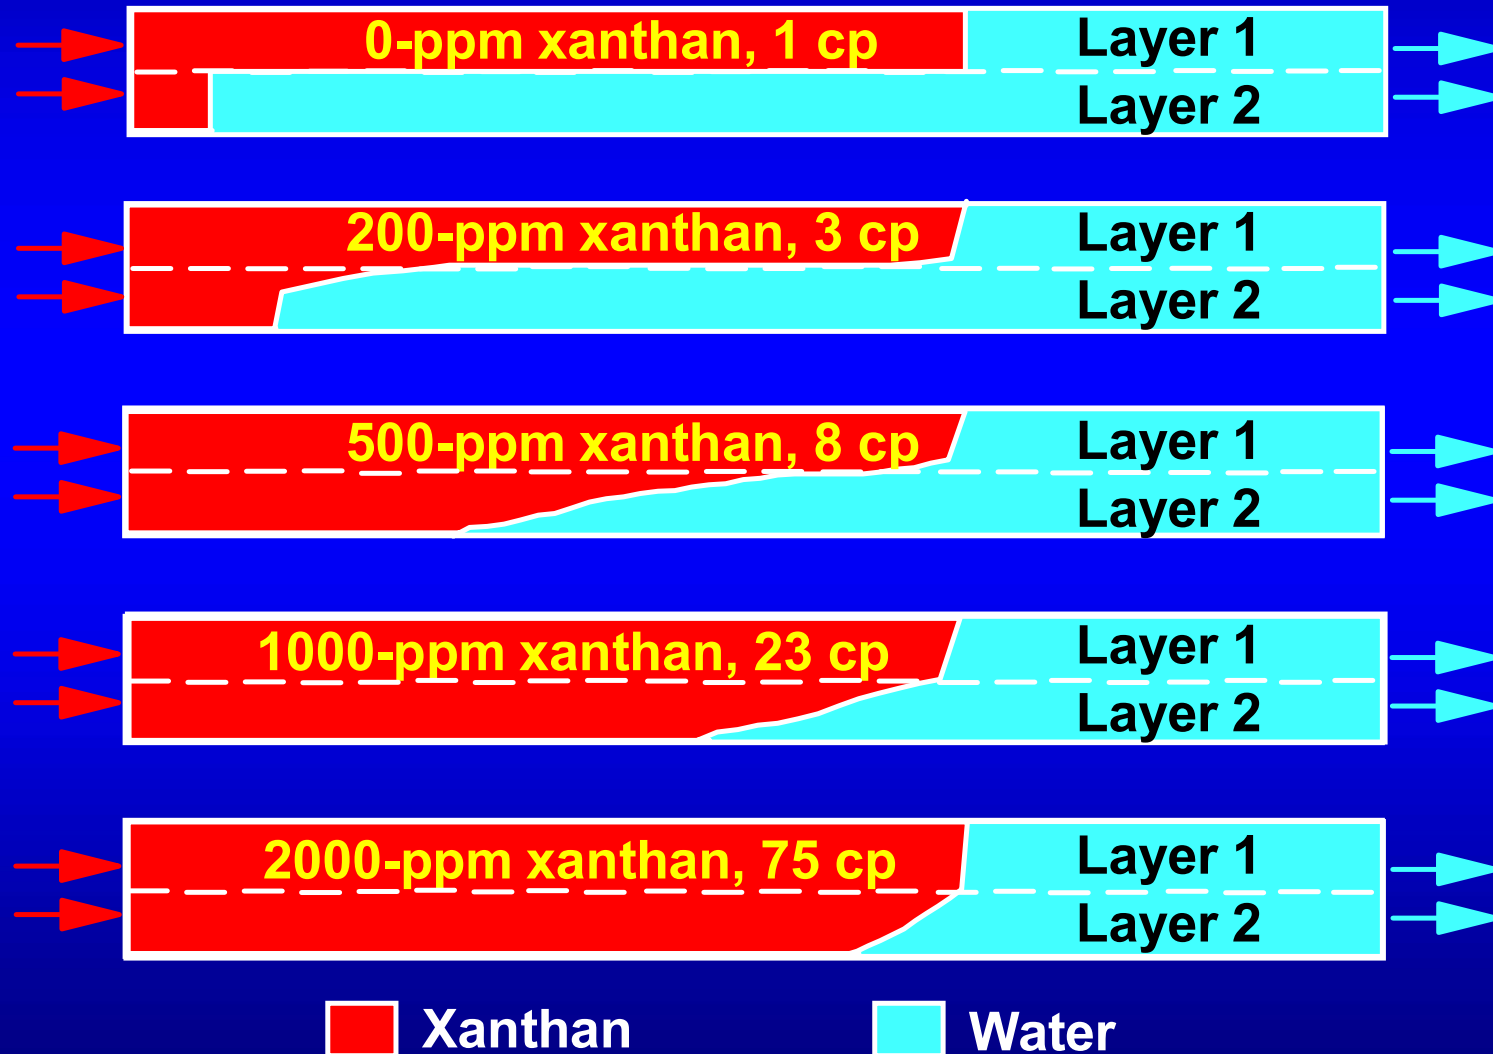 0-ppm xanthan, 1 cp
Layer 1
Layer 2
200-ppm xanthan, 3 cp
Layer 1
Layer 2
500-ppm xanthan, 8 cp
Layer 1
Layer 2
1000-ppm xanthan, 23 cp
Layer 1
Layer 2
2000-ppm xanthan, 75 cp
Layer 1
Layer 2
Xanthan
Water